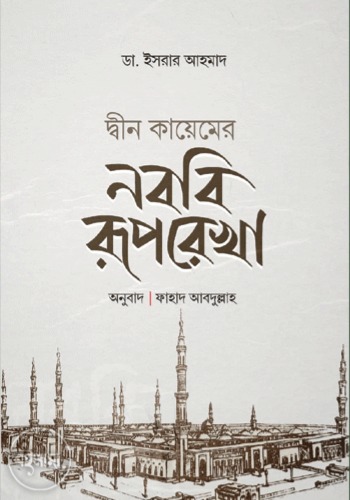 ডা. ইসরার আহমাদ
দ্বীন কায়েমের
নববি
রূপরেখা
অনুবাদ | ফাহাদ আবদুল্লাহ